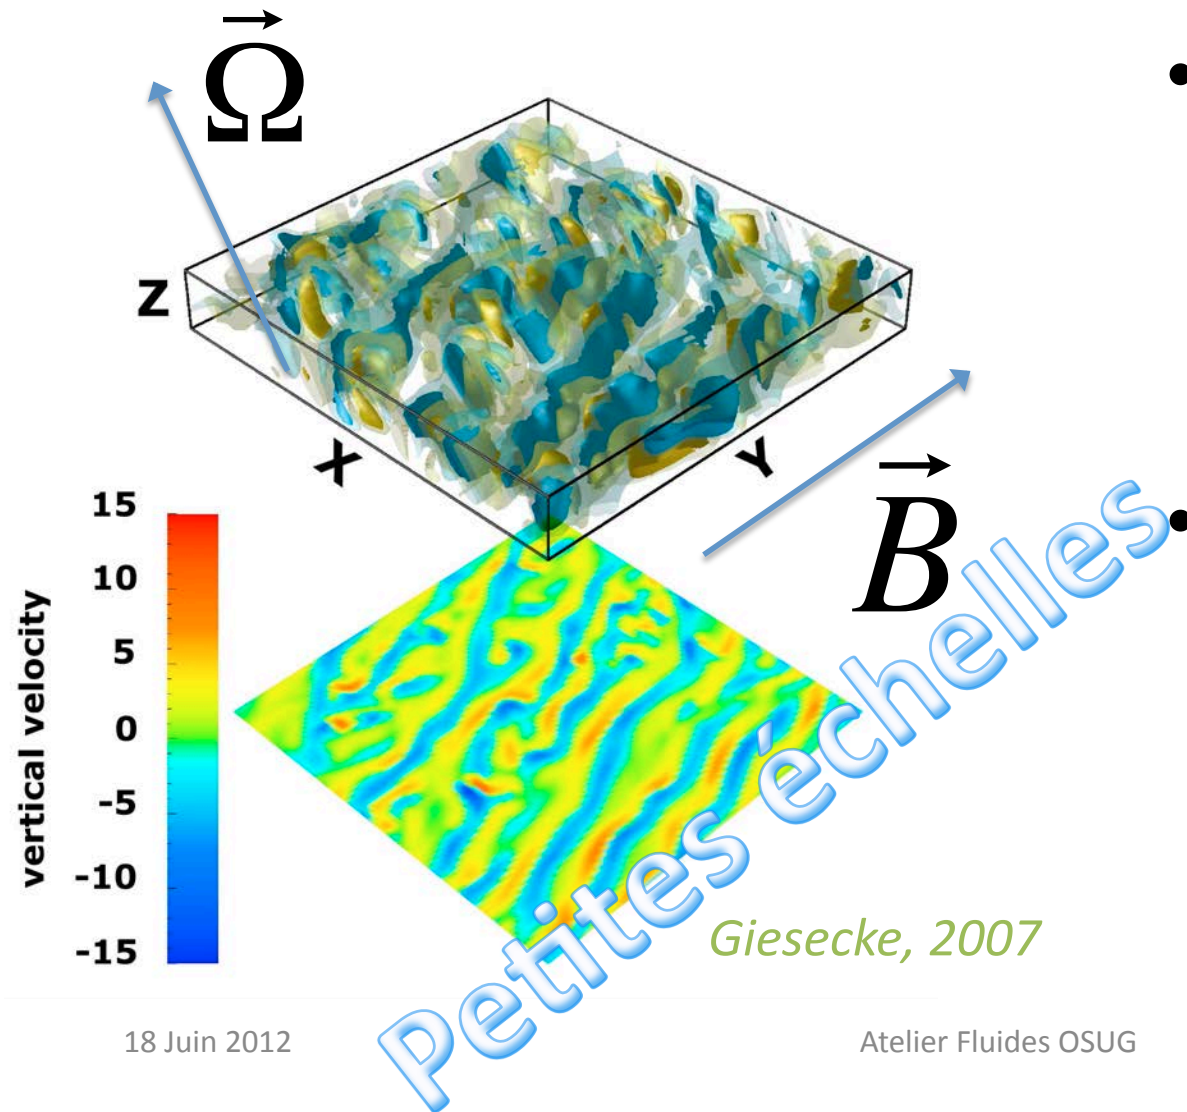 Ω
Z
X
Y
B
15
10
5
0
-5
-10
-15
vertical velocity
Petites échelles
Giesecke, 2007
18 Juin 2012
Atelier Fluides OSUG